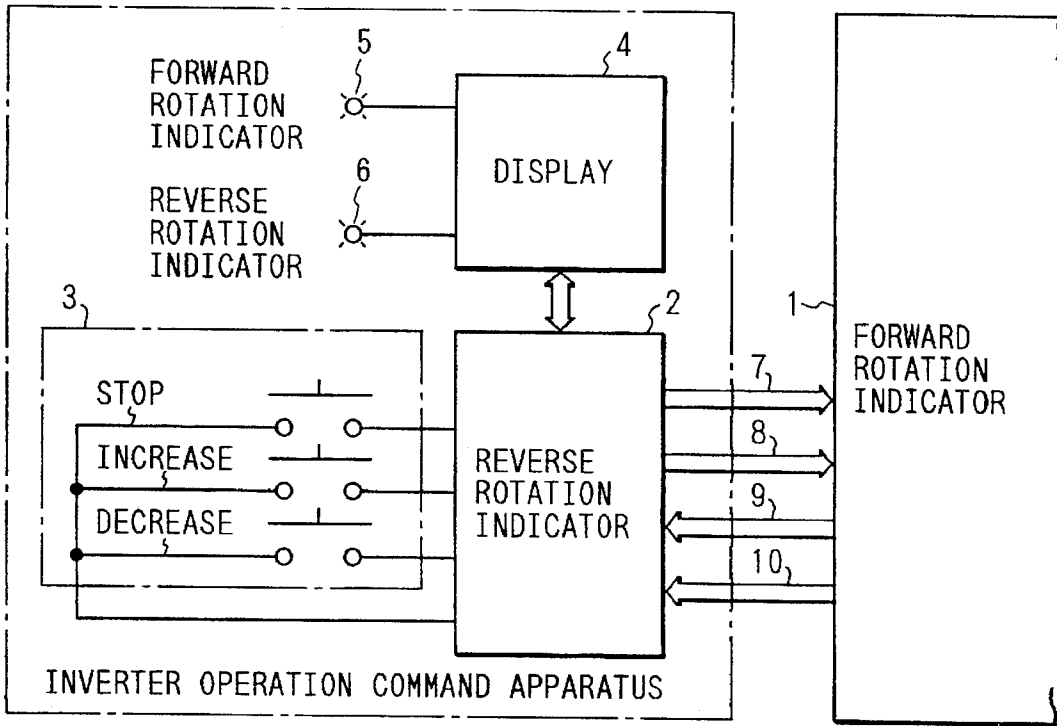 5
4
1
FORWARD
ROTATION
INDICATOR
DISPLAY
6
REVERSE
ROTATION
INDICATOR
3
2
STOP
INCREASE
DECREASE
REVERSE
ROTATION
INDICATOR
7
8
9
10
FORWARD
ROTATION
INDICATOR
INVERTER OPERATION COMMAND APPARATUS